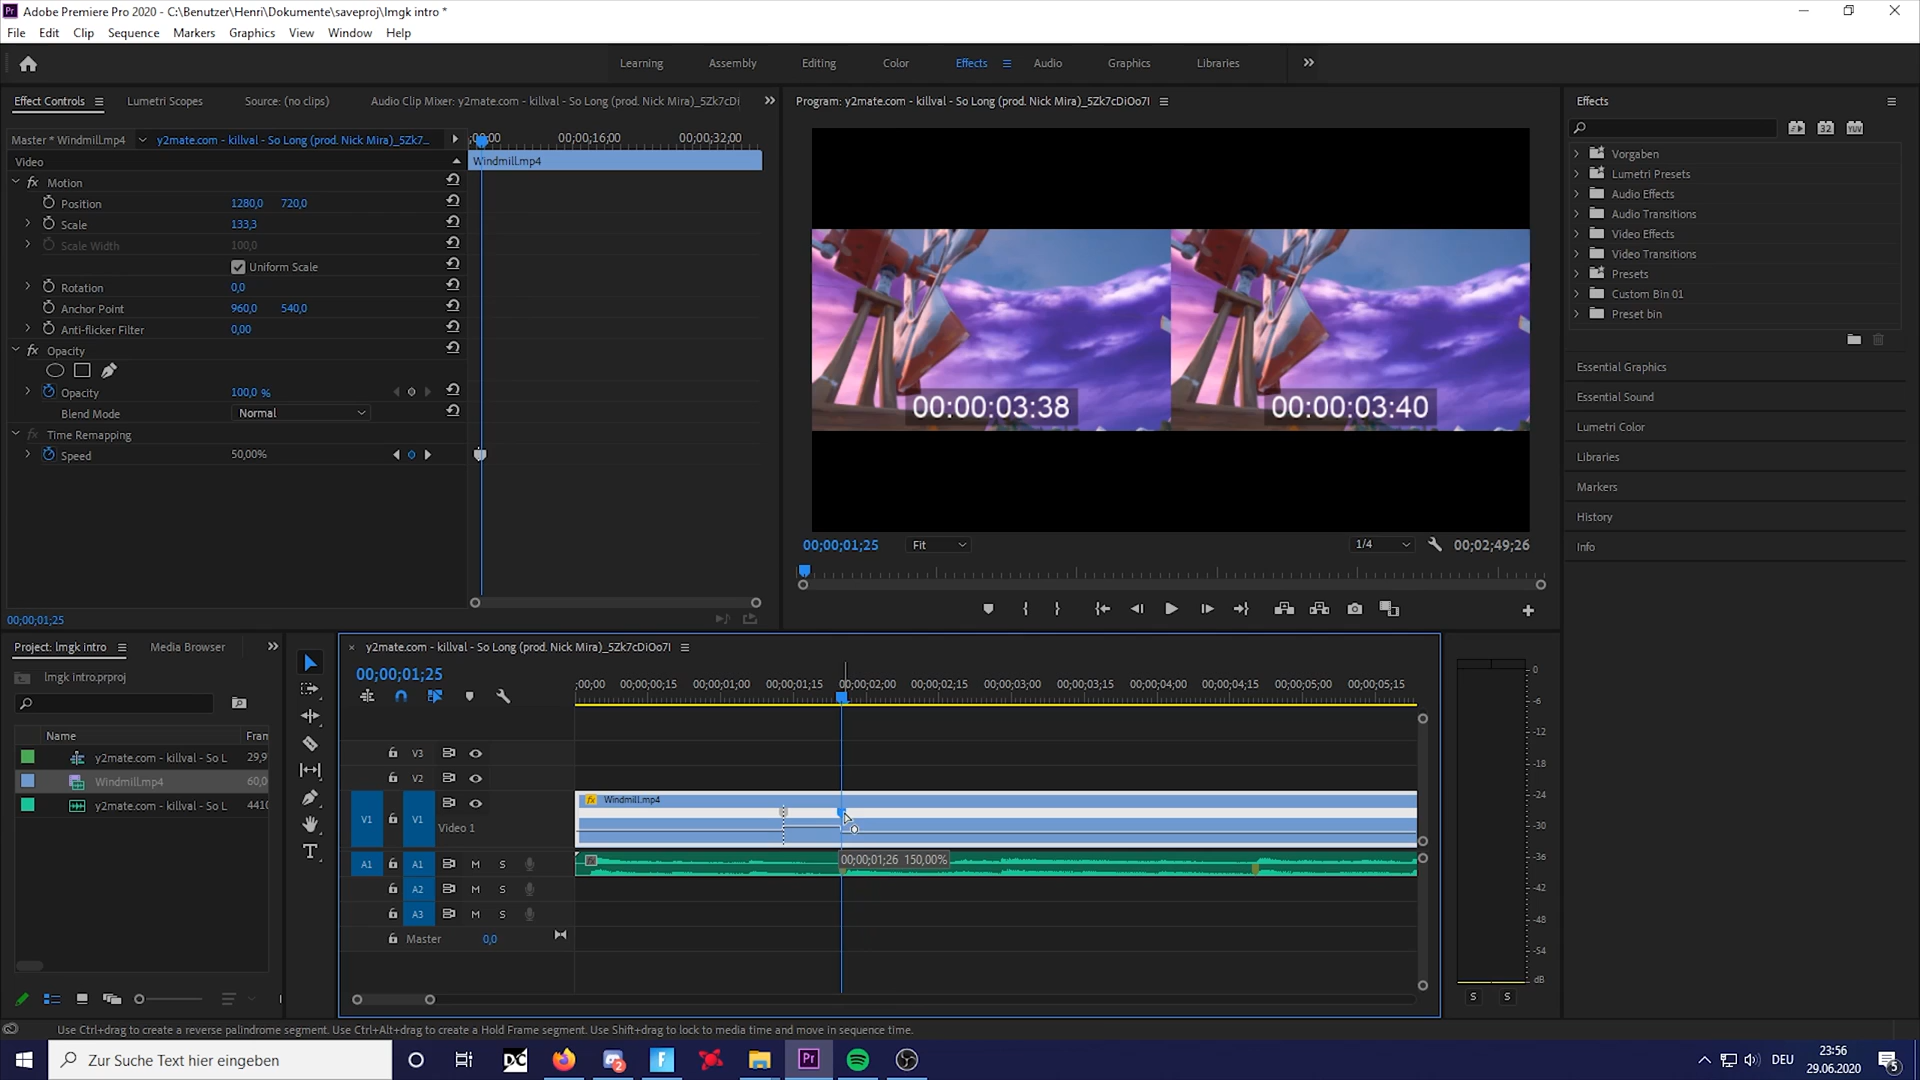 Adobe Premiere Pro 2020 - C:\Benutzer\Henri\Dokumente\saveproj\lmgk intro *
File Edit Clip Sequence Markers Graphics View Window Help
Learning Assembly Editing Color Effects Audio Graphics Libraries
Effect Controls Lumetri Scopes Source: (no clips) Audio Clip Mixer: y2mate.com - killval - So Long (prod. Nick Mira)_5Zk7cDi
Program: y2mate.com - killval - So Long (prod. Nick Mira)_5Zk7cDiOo7I
Effects
Master * Windmill.mp4 y2mate.com - killval - So Long (prod. Nick Mira)_5Zk7... ;00;00 00;00;16;00 00;00;32;00
Video Windmill.mp4
Motion
Position 1280,0 720,0
Scale 133,3
Scale Width 100,0
Uniform Scale
Rotation 0,0
Anchor Point 960,0 540,0
Anti-flicker Filter 0,00
Opacity
Opacity 100,0 %
Blend Mode Normal
Time Remapping
Speed 50,00%
00;00;01;25
00:00:03:38 00:00:03:40
00;00;01;25 Fit 1/4 00;02;49;26
32 YUV
Vorgaben
Lumetri Presets
Audio Effects
Audio Transitions
Video Effects
Video Transitions
Presets
Custom Bin 01
Preset bin
Essential Graphics
Essential Sound
Lumetri Color
Libraries
Markers
History
Info
Project: lmgk intro Media Browser
lmgk intro.prproj
Name Fram
y2mate.com - killval - So L 29,9
Windmill.mp4 60,0
y2mate.com - killval - So L 4410
y2mate.com - killval - So Long (prod. Nick Mira)_5Zk7cDiOo7I
00;00;01;25
;00;00 00;00;00;15 00;00;01;00 00;00;01;15 00;00;02;00 00;00;02;15 00;00;03;00 00;00;03;15 00;00;04;00 00;00;04;15 00;00;05;00 00;00;05;15
V3
V2
fx Windmill.mp4
V1 V1 Video 1
A1 A1 M S 00;00;01;26 150,00%
A2 M S
A3 M S
Master 0,0
0
-6
-12
-18
-24
-30
-36
-42
-48
-54
dB
S S
Use Ctrl+drag to create a reverse palindrome segment. Use Ctrl+Alt+drag to create a Hold Frame segment. Use Shift+drag to lock to media time and move in sequence time.
Zur Suche Text hier eingeben
DEU 23:56
29.06.2020
5